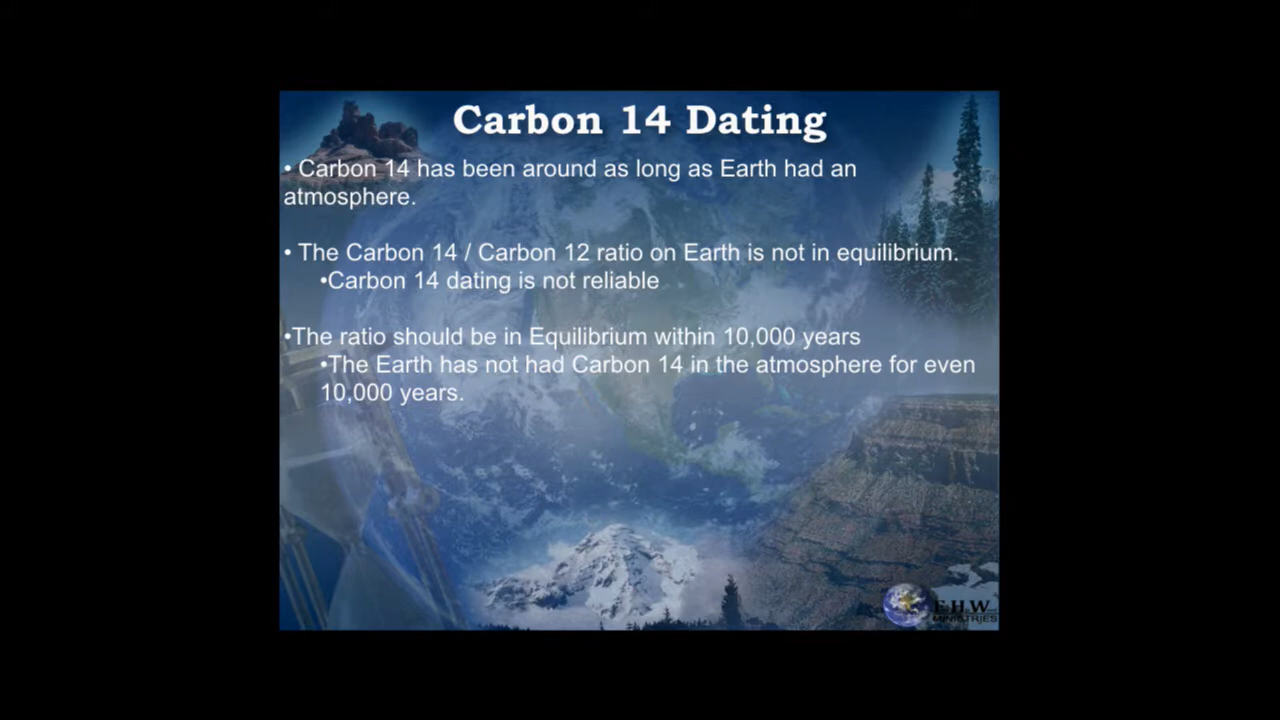 Carbon 14 Dating
• Carbon 14 has been around as long as Earth had an
atmosphere.
• The Carbon 14 / Carbon 12 ratio on Earth is not in equilibrium.
•Carbon 14 dating is not reliable
•The ratio should be in Equilibrium within 10,000 years
•The Earth has not had Carbon 14 in the atmosphere for even
10,000 years.
E.H.W
MINISTRIES